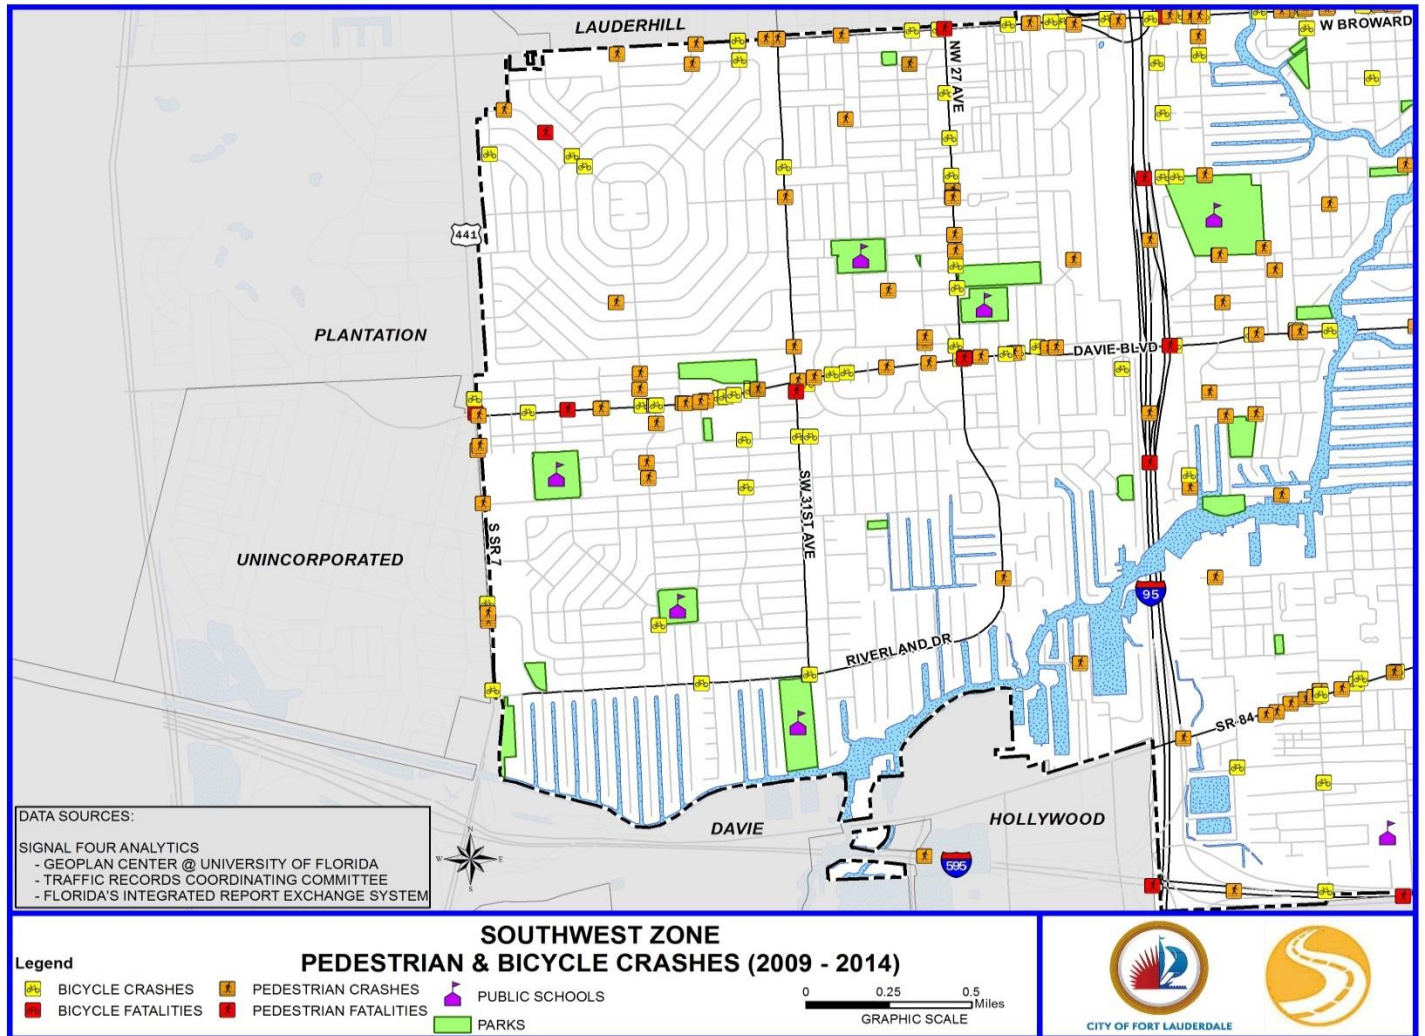 LAUDERHILL
W BROWARD
NW 27 AVE
441
PLANTATION
DAVIE BLVD
SW 31ST AVE
S SR 7
UNINCORPORATED
95
RIVERLAND DR
SR 84
DAVIE
HOLLYWOOD
595
DATA SOURCES:
SIGNAL FOUR ANALYTICS
- GEOPLAN CENTER @ UNIVERSITY OF FLORIDA
- TRAFFIC RECORDS COORDINATING COMMITTEE
- FLORIDA'S INTEGRATED REPORT EXCHANGE SYSTEM
N
W E
S
SOUTHWEST ZONE
PEDESTRIAN & BICYCLE CRASHES (2009 - 2014)
Legend
BICYCLE CRASHES
PEDESTRIAN CRASHES
PUBLIC SCHOOLS
BICYCLE FATALITIES
PEDESTRIAN FATALITIES
PARKS
0 0.25 0.5
Miles
GRAPHIC SCALE
CITY OF FORT LAUDERDALE